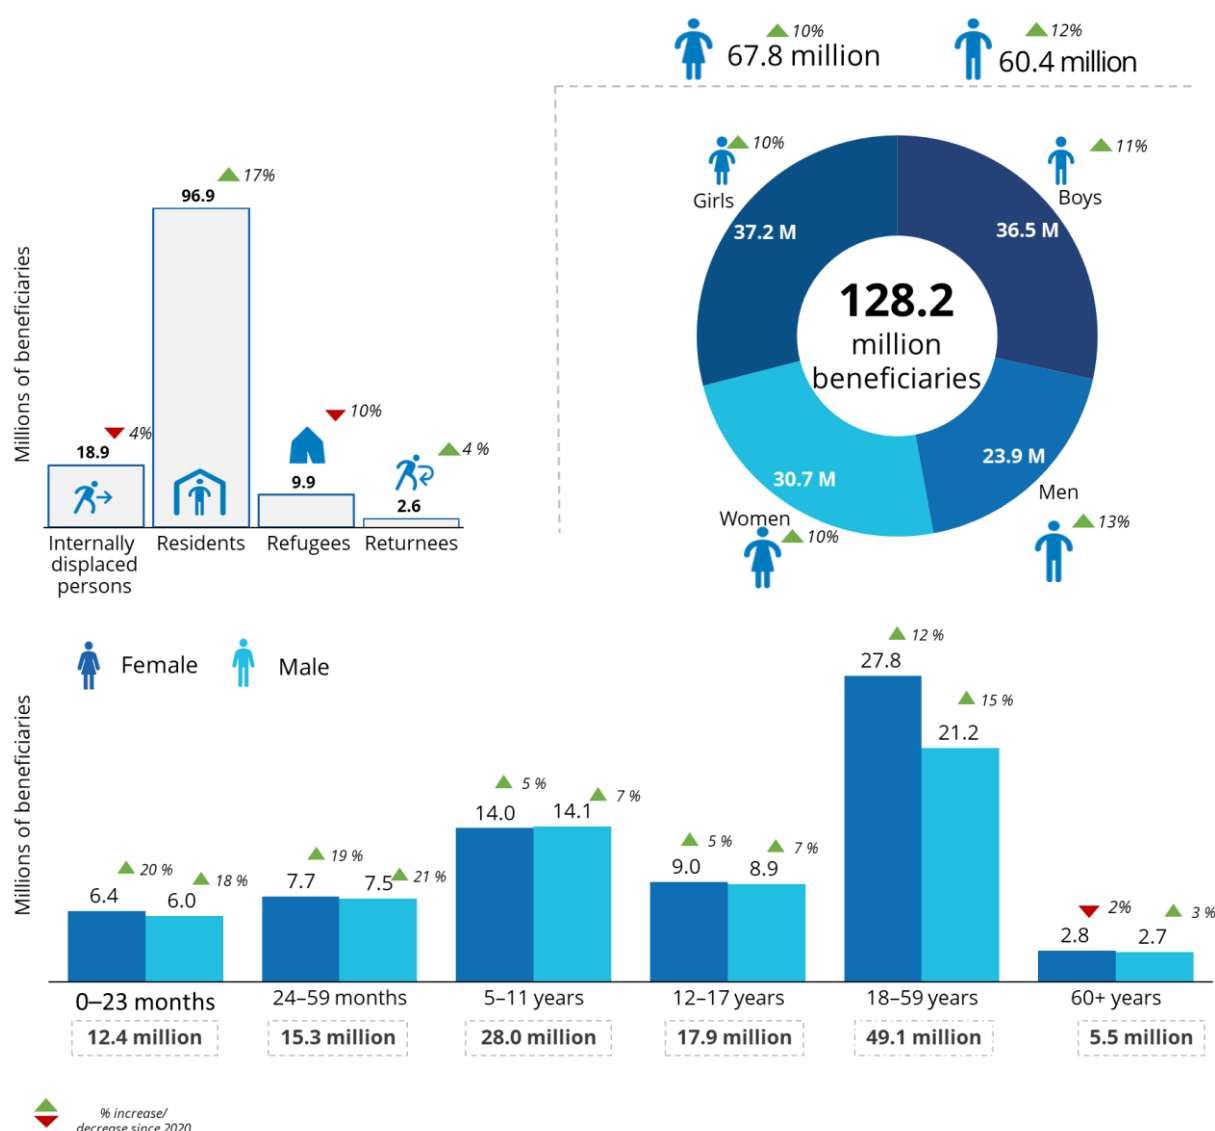 10%
67.8 million
12%
60.4 million
Millions of beneficiaries
4%
18.9
17%
96.9
10%
9.9
4 %
2.6
Internally
displaced
persons
Residents
Refugees
Returnees
10%
Girls
37.2 M
11%
Boys
36.5 M
128.2
million
beneficiaries
30.7 M
Women
10%
23.9 M
Men
13%
Female
Male
Millions of beneficiaries
20 %
6.4
18 %
6.0
19 %
7.7
21 %
7.5
5 %
14.0
7 %
14.1
5 %
9.0
7 %
8.9
12 %
27.8
15 %
21.2
2%
2.8
3 %
2.7
0–23 months
24–59 months
5–11 years
12–17 years
18–59 years
60+ years
12.4 million
15.3 million
28.0 million
17.9 million
49.1 million
5.5 million
% increase/
decrease since 2020